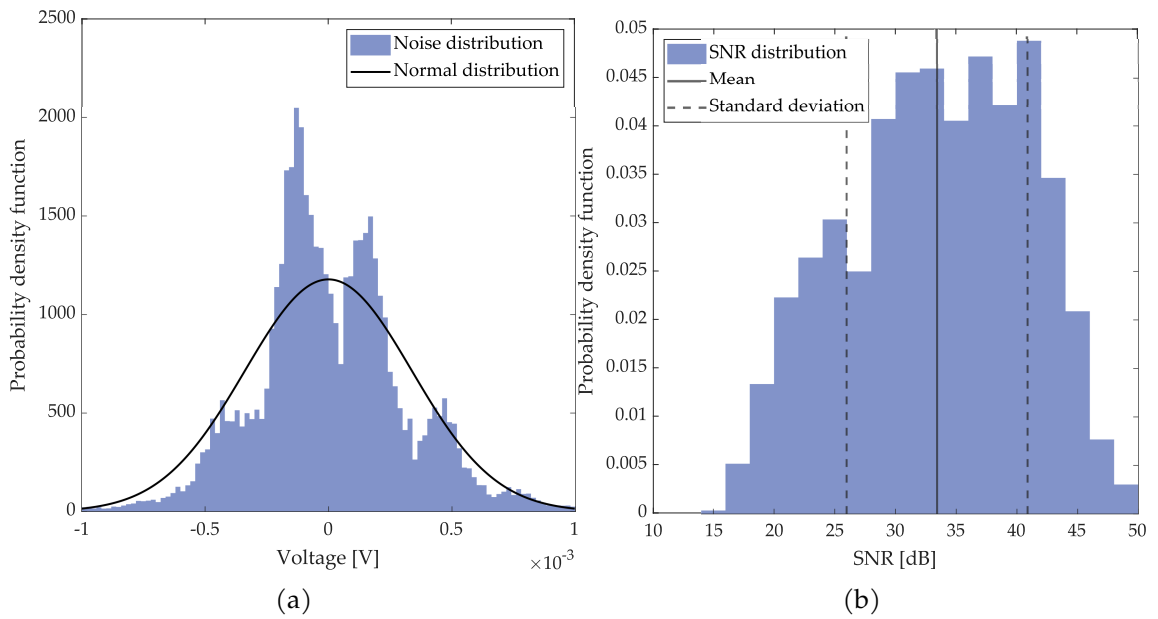 2500
2000
1500
1000
500
0
-1
-0.5
0
0.5
1
×10-3
Voltage [V]
Probability density function
Noise distribution
Normal distribution
(a)
0.05
0.045
0.04
0.035
0.03
0.025
0.02
0.015
0.01
0.005
0
10
15
20
25
30
35
40
45
50
SNR [dB]
Probability density function
SNR distribution
Mean
Standard deviation
(b)